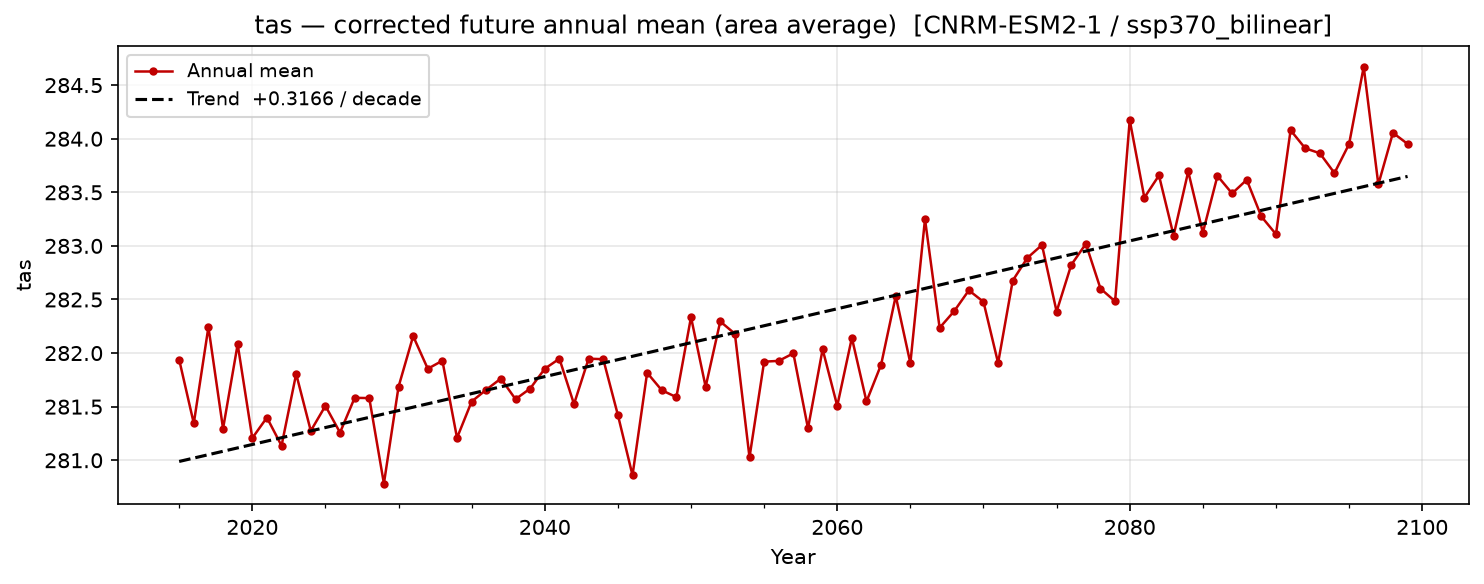 tas — corrected future annual mean (area average)  [CNRM-ESM2-1 / ssp370_bilinear]
Annual mean
Trend  +0.3166 / decade
284.5
284.0
283.5
283.0
282.5
282.0
281.5
281.0
tas
2020 2040 2060 2080 2100
Year